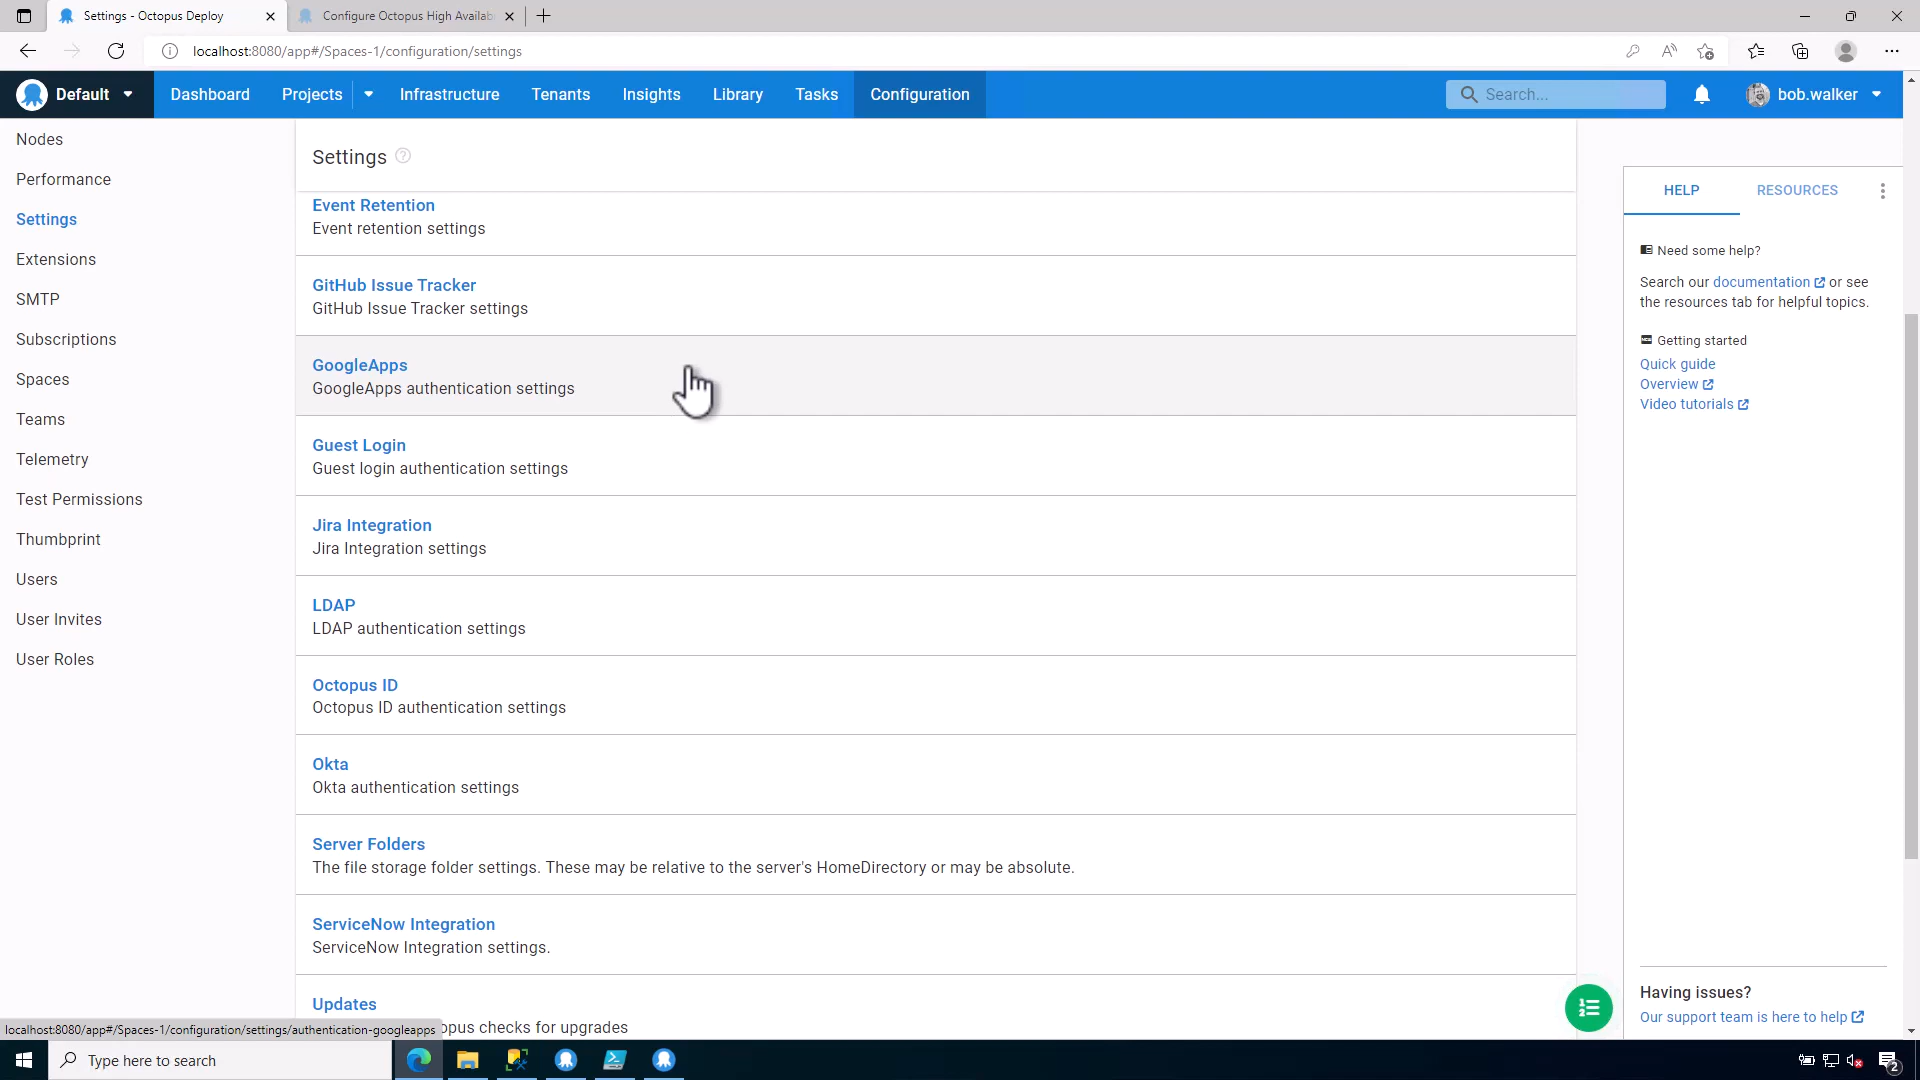 Settings - Octopus Deploy
Configure Octopus High Availab
localhost:8080/app#/Spaces-1/configuration/settings
Default
Dashboard
Projects
Infrastructure
Tenants
Insights
Library
Tasks
Configuration
Search...
bob.walker
Nodes
Performance
Settings
Extensions
SMTP
Subscriptions
Spaces
Teams
Telemetry
Test Permissions
Thumbprint
Users
User Invites
User Roles
Settings
Event Retention
Event retention settings
GitHub Issue Tracker
GitHub Issue Tracker settings
GoogleApps
GoogleApps authentication settings
Guest Login
Guest login authentication settings
Jira Integration
Jira Integration settings
LDAP
LDAP authentication settings
Octopus ID
Octopus ID authentication settings
Okta
Okta authentication settings
Server Folders
The file storage folder settings. These may be relative to the server's HomeDirectory or may be absolute.
ServiceNow Integration
ServiceNow Integration settings.
Updates
opus checks for upgrades
HELP
RESOURCES
Need some help?
Search our documentation or see
the resources tab for helpful topics.
Getting started
Quick guide
Overview
Video tutorials
Having issues?
Our support team is here to help
localhost:8080/app#/Spaces-1/configuration/settings/authentication-googleapps
Type here to search
2